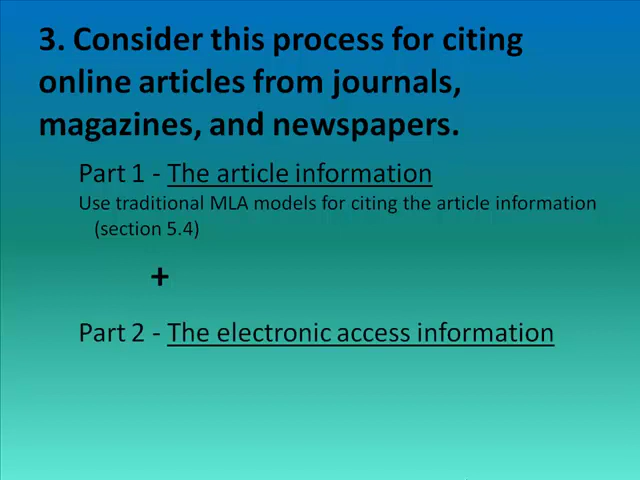 3. Consider this process for citing
online articles from journals,
magazines, and newspapers.
Part 1 - The article information
Use traditional MLA models for citing the article information
(section 5.4)
+
Part 2 - The electronic access information